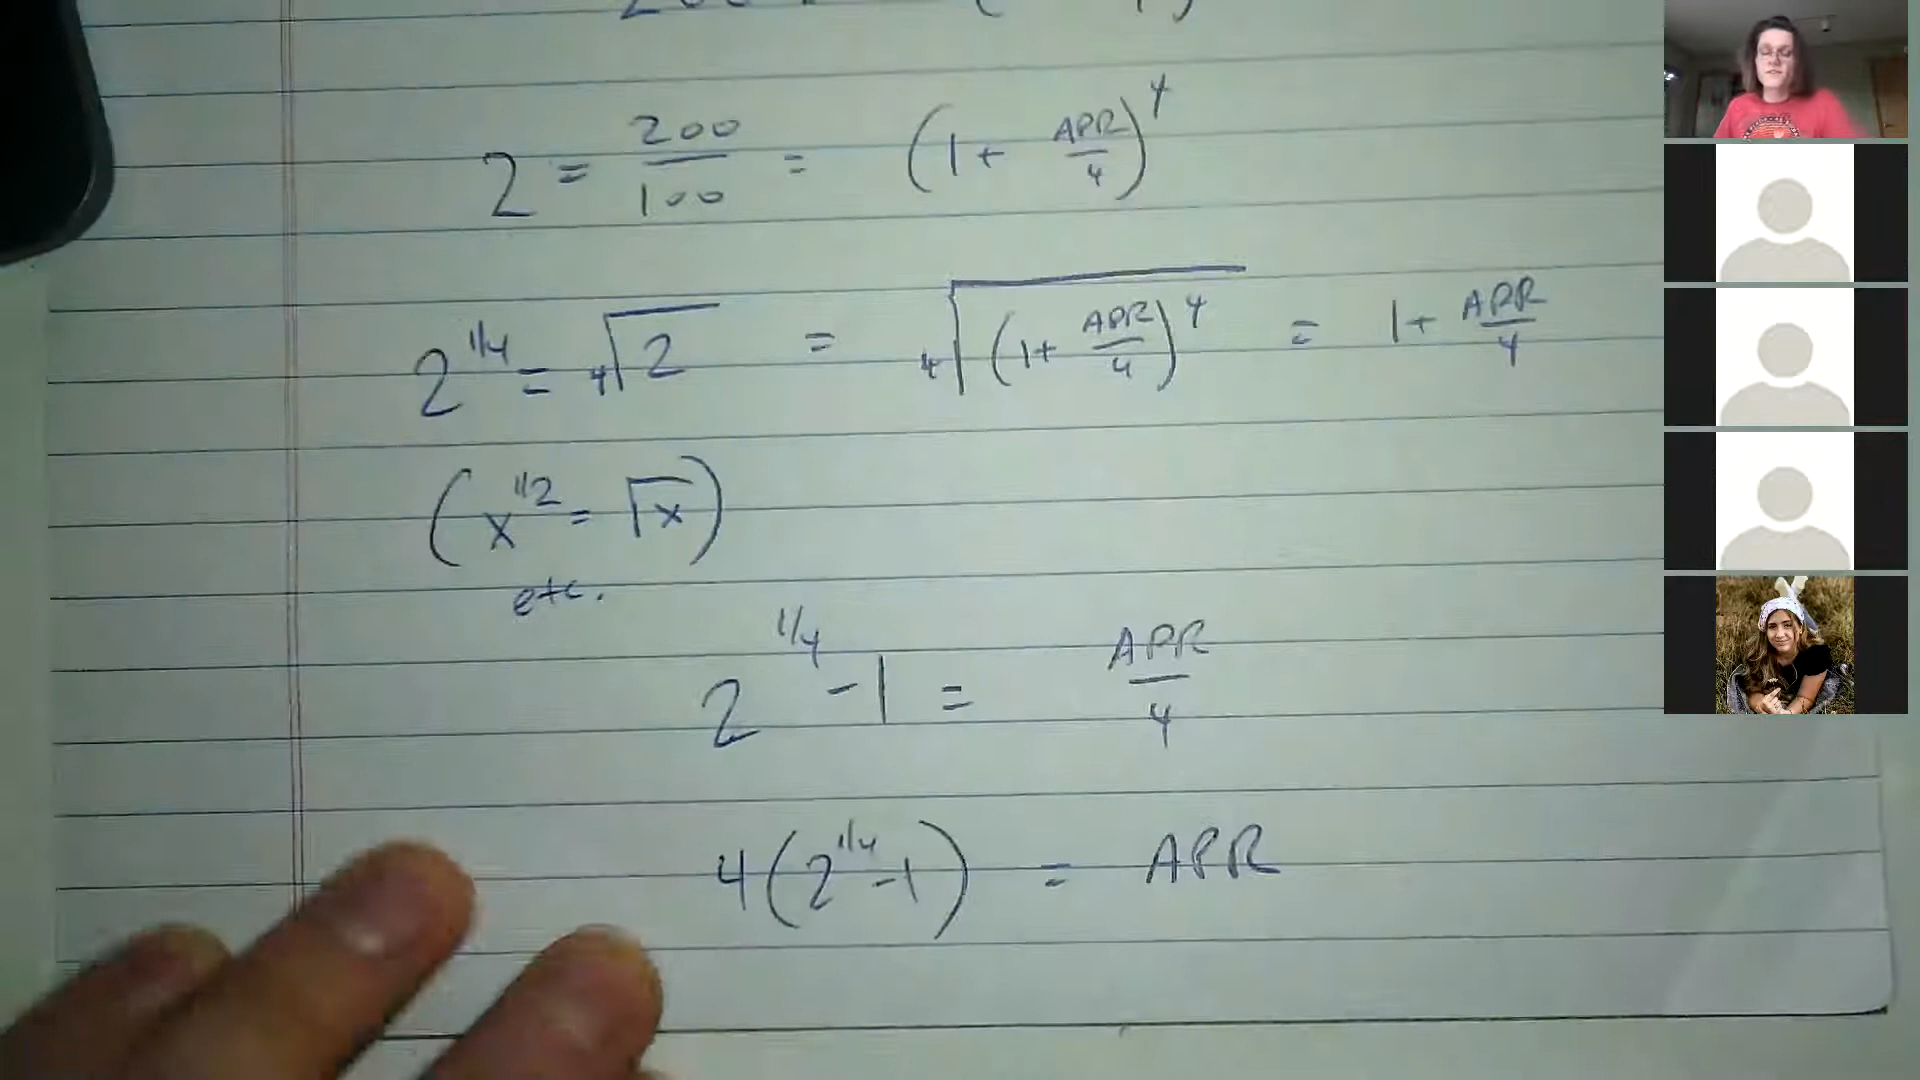 2 = 200/100 = (1 + APR/4)^4
2^1/4 = ⁴√2 = ⁴√(1 + APR/4)^4 = 1 + APR/4
(x^1/2 = √x)
etc.
2^1/4 - 1 = APR/4
4(2^1/4 - 1) = APR